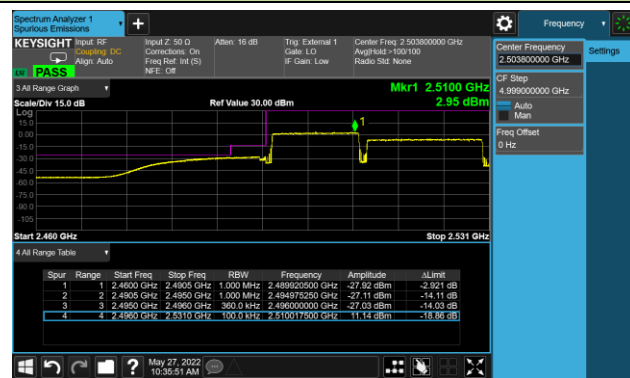 Spectrum Analyzer 1
Spurious Emissions
Frequency
KEYSIGHT
Input: RF
Coupling: DC
Align: Auto
Input Z: 50 Ω
Corrections: On
Freq Ref: Int (S)
NFE: Off
Atten: 16 dB
Trig: External 1
Gate: LO
IF Gain: Low
Center Freq: 2.503800000 GHz
Avg|Hold:>100/100
Radio Std: None
PASS
Center Frequency
2.503800000 GHz
Settings
CF Step
4.999000000 GHz
Auto
Man
Freq Offset
0 Hz
3 All Range Graph
Mkr1 2.5100 GHz
Scale/Div 15.0 dB
Ref Value 30.00 dBm
2.95 dBm
Log
15.0
0.00
-15.0
-30.0
-45.0
-60.0
-75.0
-90.0
-105
1
Start 2.460 GHz
Stop 2.531 GHz
4 All Range Table
Spur Range Start Freq Stop Freq RBW Frequency Amplitude ΔLimit
1 1 2.4600 GHz 2.4905 GHz 1.000 MHz 2.489920500 GHz -27.92 dBm -2.921 dB
2 2 2.4905 GHz 2.4950 GHz 1.000 MHz 2.494975250 GHz -27.11 dBm -14.11 dB
3 3 2.4950 GHz 2.4960 GHz 360.0 kHz 2.496000000 GHz -27.03 dBm -14.03 dB
4 4 2.4960 GHz 2.5310 GHz 100.0 kHz 2.510017500 GHz 11.14 dBm -18.86 dB
May 27, 2022
10:35:51 AM